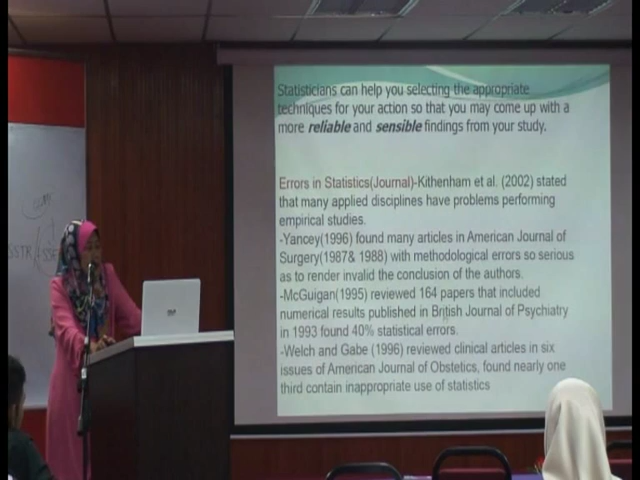 Statisticians can help you selecting the appropriate
techniques for your action so that you may come up with a
more reliable and sensible findings from your study.
Errors in Statistics(Journal)-Kithenham et al. (2002) stated
that many applied disciplines have problems performing
empirical studies.
-Yancey(1996) found many articles in American Journal of
Surgery(1987& 1988) with methodological errors so serious
as to render invalid the conclusion of the authors.
-McGuigan(1995) reviewed 164 papers that included
numerical results published in British Journal of Psychiatry
in 1993 found 40% statistical errors.
-Welch and Gabe (1996) reviewed clinical articles in six
issues of American Journal of Obstetrics, found nearly one
third contain inappropriate use of statistics